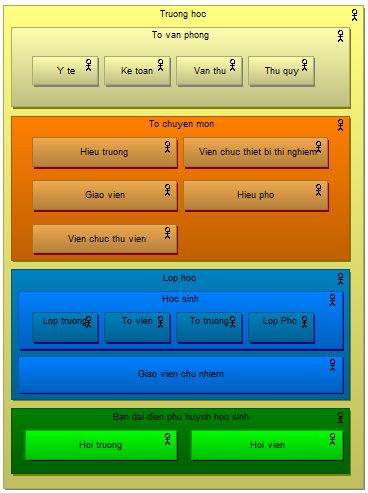 Truong hoc
To van phong
Y te
Ke toan
Van thu
Thu quy
To chuyen mon
Hieu truong
Vien chuc thiet bi thi nghiem
Giao vien
Hieu pho
Vien chuc thu vien
Lop hoc
Hoc sinh
Lop truong
To vien
To truong
Lop Pho
Giao vien chu nhiem
Ban dai dien phu huynh hoc sinh
Hoi truong
Hoi vien